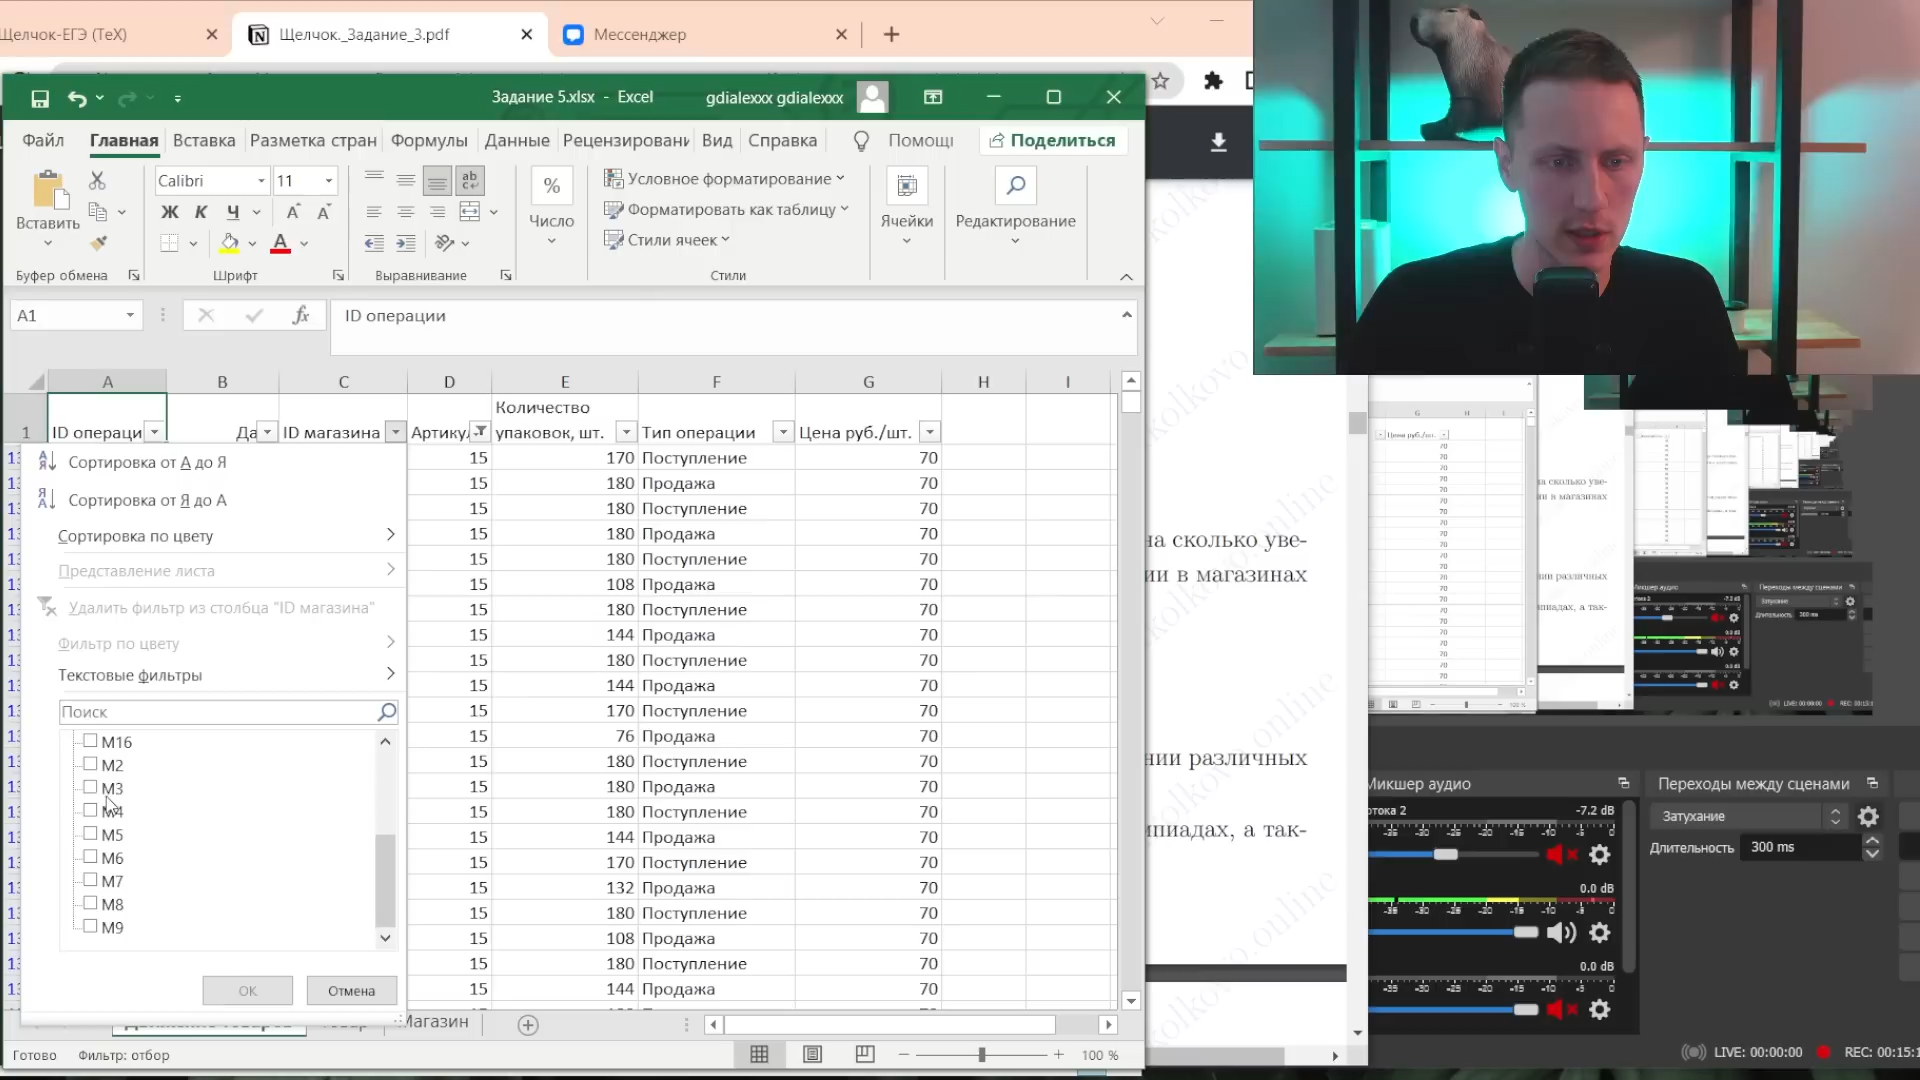 Щелчок-ЕГЭ (TeX)
Щелчок._Задание_3.pdf
Мессенджер
Задание 5.xlsx - Excel
gdialexxx gdialexxx
Файл
Главная
Вставка
Разметка стран
Формулы
Данные
Рецензировани
Вид
Справка
Помощі
Поделиться
Вставить
Calibri
11
Ж К Ч
%
Число
Условное форматирование
Форматировать как таблицу
Стили ячеек
Ячейки
Редактирование
Буфер обмена
Шрифт
Выравнивание
Стили
A1
fx
ID операции
A B C D E F G H I
1
ID операци
Да
ID магазина
Артику
Количество
упаковок, шт.
Тип операции
Цена руб./шт.
15 170 Поступление 70
15 180 Продажа 70
15 180 Поступление 70
15 180 Продажа 70
15 180 Поступление 70
15 108 Продажа 70
15 180 Поступление 70
15 144 Продажа 70
15 180 Поступление 70
15 144 Продажа 70
15 170 Поступление 70
15 76 Продажа 70
15 180 Поступление 70
15 180 Продажа 70
15 180 Поступление 70
15 144 Продажа 70
15 170 Поступление 70
15 132 Продажа 70
15 180 Поступление 70
15 108 Продажа 70
15 180 Поступление 70
15 144 Продажа 70
Сортировка от А до Я
Сортировка от Я до А
Сортировка по цвету
Представление листа
Удалить фильтр из столбца "ID магазина"
Фильтр по цвету
Текстовые фильтры
Поиск
M16
M2
M3
M4
M5
M6
M7
M8
M9
ОК
Отмена
Магазин
Готово
Фильтр: отбор
100 %
на сколько уве-
ии в магазинах
нии различных
мпиадах, а так-
Микшер аудио
отока 2
-7.2 dB
0.0 dB
0.0 dB
Переходы между сценами
Затухание
Длительность
300 ms
LIVE: 00:00:00
REC: 00:15:1